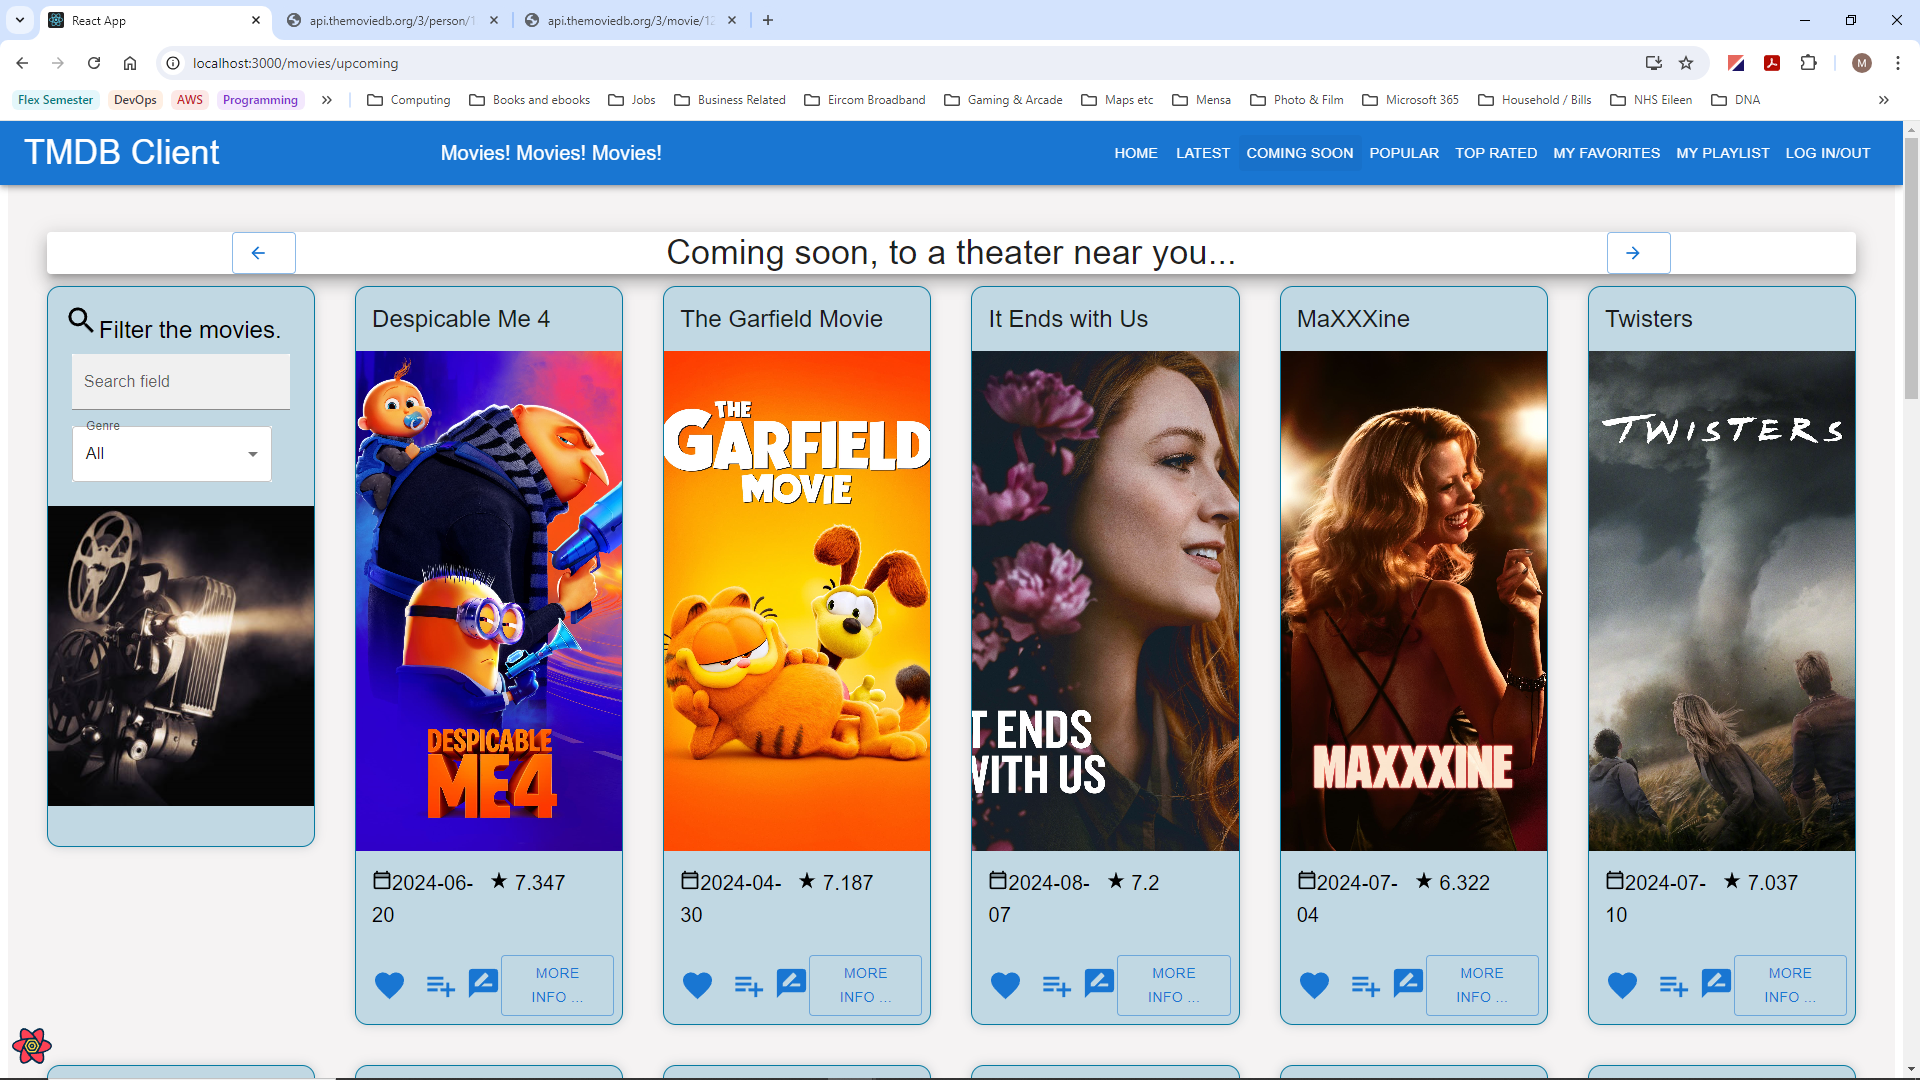 React App
api.themoviedb.org/3/person/1
api.themoviedb.org/3/movie/12
localhost:3000/movies/upcoming
M
Flex Semester DevOps AWS Programming Computing Books and ebooks Jobs Business Related Eircom Broadband Gaming & Arcade Maps etc Mensa Photo & Film Microsoft 365 Household / Bills NHS Eileen DNA
TMDB Client
Movies! Movies! Movies!
HOME LATEST COMING SOON POPULAR TOP RATED MY FAVORITES MY PLAYLIST LOG IN/OUT
Coming soon, to a theater near you...
Filter the movies.
Search field
Genre
All
Despicable Me 4
DESPICABLE
ME4
2024-06-
20
7.347
MORE
INFO ...
The Garfield Movie
THE
GARFIELD
MOVIE
2024-04-
30
7.187
MORE
INFO ...
It Ends with Us
T ENDS
WITH US
2024-08-
07
7.2
MORE
INFO ...
MaXXXine
MAXXXINE
2024-07-
04
6.322
MORE
INFO ...
Twisters
TWISTERS
2024-07-
10
7.037
MORE
INFO ...